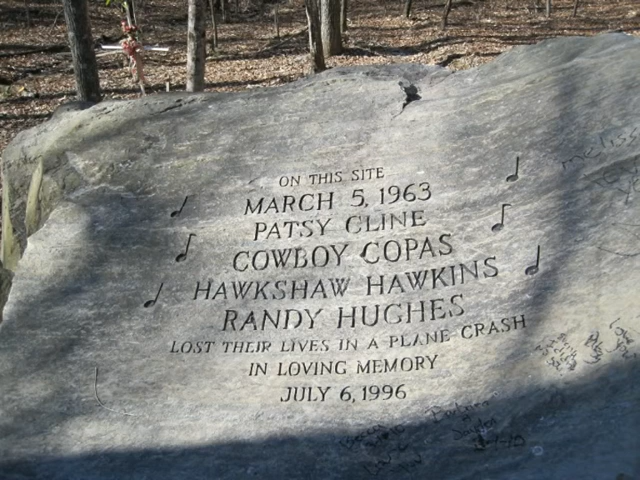 ON THIS SITE
MARCH 5, 1963
PATSY CLINE
COWBOY COPAS
HAWKSHAW HAWKINS
RANDY HUGHES
LOST THEIR LIVES IN A PLANE CRASH
IN LOVING MEMORY
JULY 6, 1996